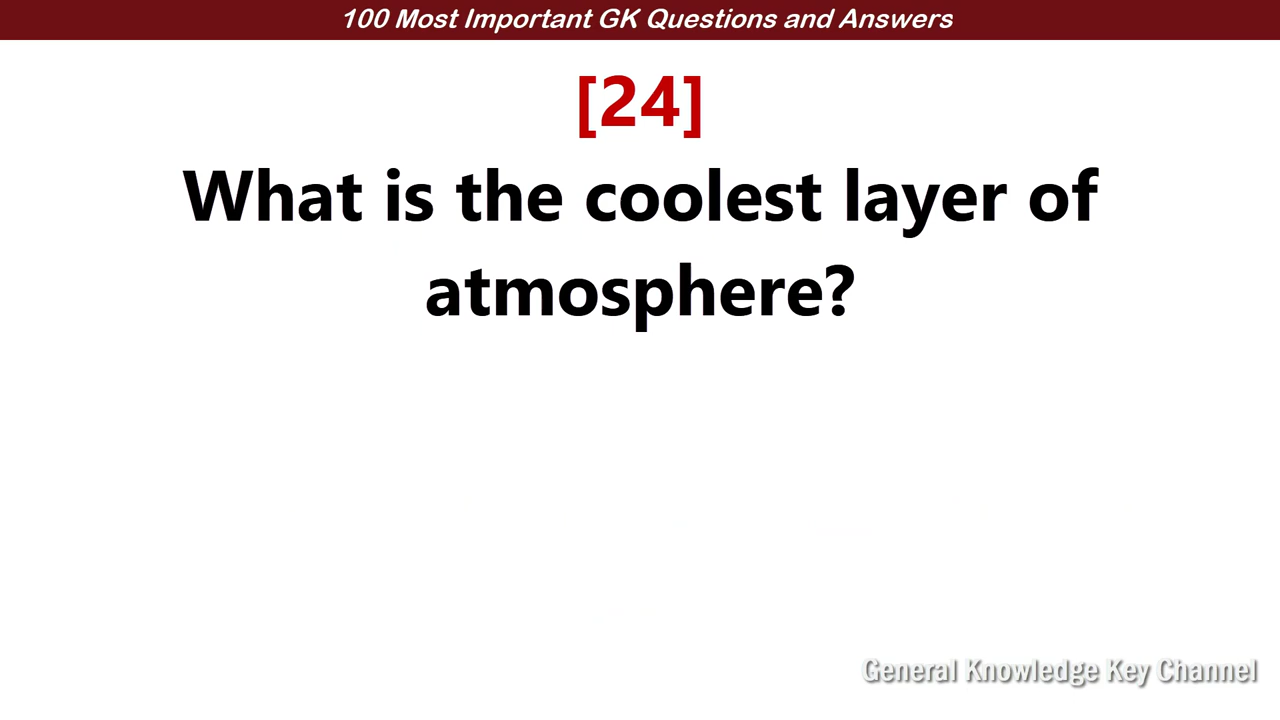 100 Most Important GK Questions and Answers
[24]
What is the coolest layer of
atmosphere?
General Knowledge Key Channel